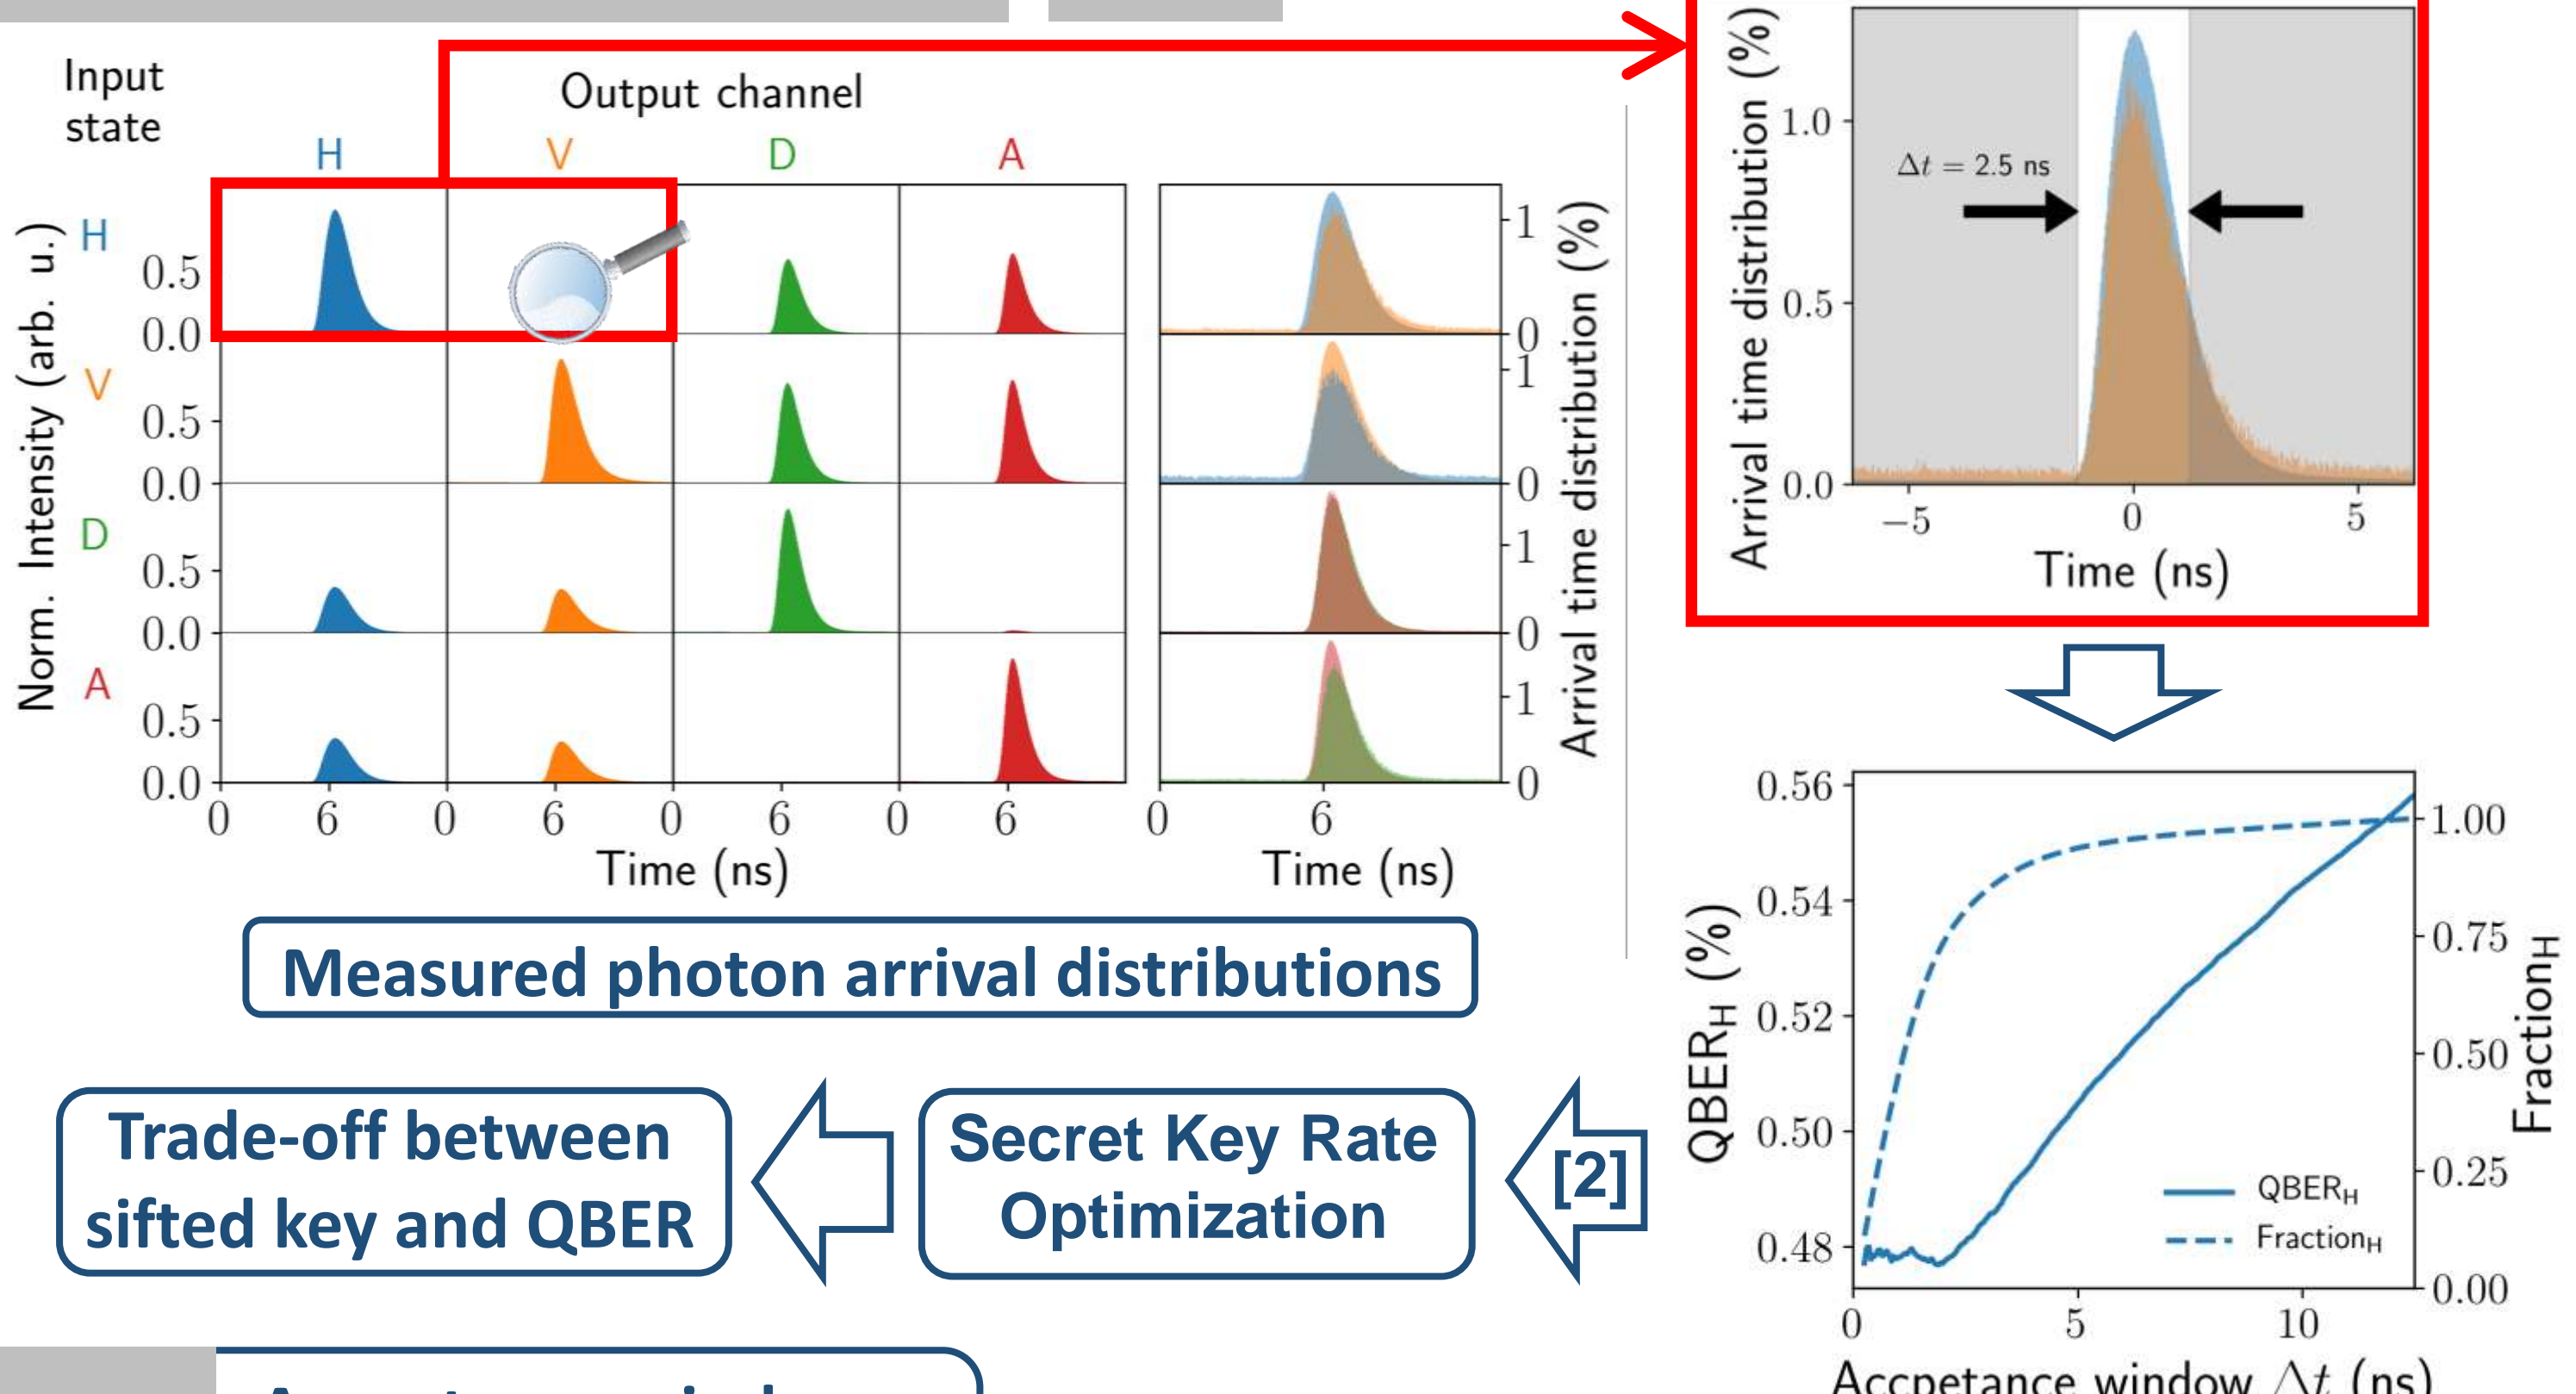 Input
state
Output channel
H V D A
Norm. Intensity (arb. u.)
H
0.5
0.0
V
0.5
0.0
D
0.5
0.0
A
0.5
0.0
0 6 0 6 0 6 0 6
Time (ns)
1
0
1
0
1
0
1
0
Arrival time distribution (%)
0 6
Time (ns)
Arrival time distribution (%)
1.0
0.5
0.0
Δt = 2.5 ns
−5 0 5
Time (ns)
Measured photon arrival distributions
QBER_H (%)
0.56
0.54
0.52
0.50
0.48
1.00
0.75
0.50
0.25
0.00
Fraction_H
QBER_H
Fraction_H
0 5 10
Accpetance window Δt (ns)
[2]
Secret Key Rate
Optimization
Trade-off between
sifted key and QBER